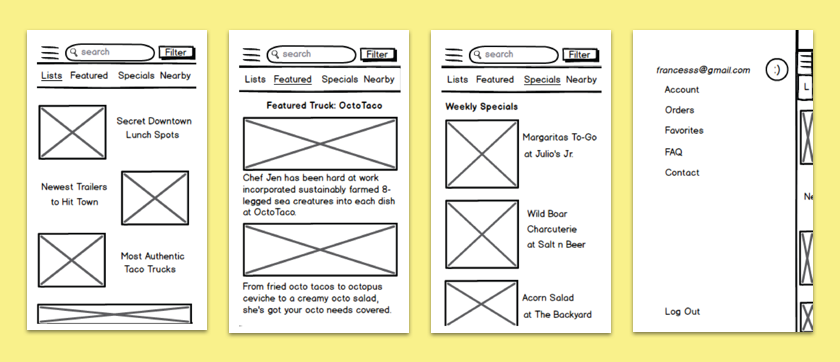 search
Filter
Lists Featured Specials Nearby
Secret Downtown
Lunch Spots
Newest Trailers
to Hit Town
Most Authentic
Taco Trucks
search
Filter
Lists Featured Specials Nearby
Featured Truck: OctoTaco
Chef Jen has been hard at work
incorporated sustainably farmed 8-
legged sea creatures into each dish
at OctoTaco.
From fried octo tacos to octopus
ceviche to a creamy octo salad,
she's got your octo needs covered.
search
Filter
Lists Featured Specials Nearby
Weekly Specials
Margaritas To-Go
at Julio's Jr.
Wild Boar
Charcuterie
at Salt n Beer
Acorn Salad
at The Backyard
francesss@gmail.com
:)
Account
Orders
Favorites
FAQ
Contact
Log Out
L
Ne